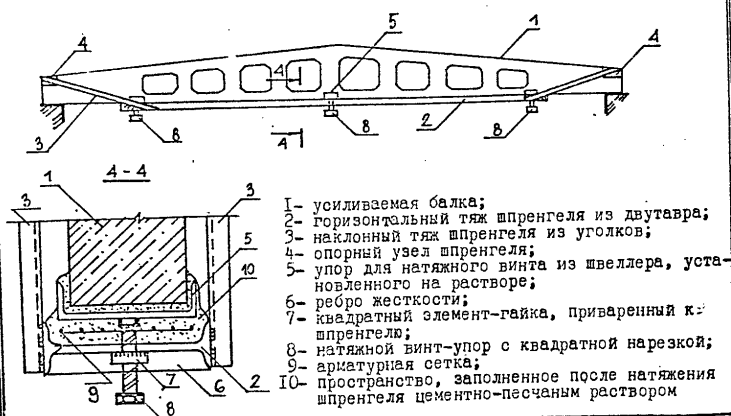 4 5 1 4
4
3 8 8 2 8
4
4-4
3 1 3
5
10
9 8 7 6 2
1- усиливаемая балка;
2- горизонтальный тяж шпренгеля из двутавра;
3- наклонный тяж шпренгеля из уголков;
4- опорный узел шпренгеля;
5- упор для натяжного винта из швеллера, уста-
новленного на растворе;
6- ребро жесткости;
7- квадратный элемент-гайка, приваренный к
шпренгелю;
8- натяжной винт-упор с квадратной нарезкой;
9- арматурная сетка;
10- пространство, заполненное после натяжения
шпренгеля цементно-песчаным раствором